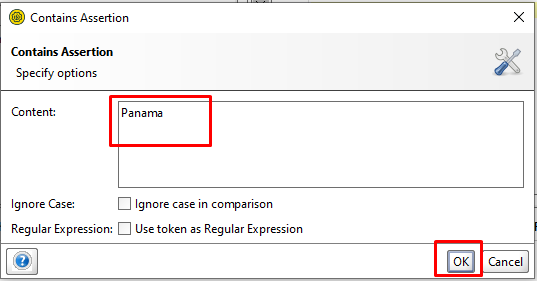 Contains Assertion
Contains Assertion
Specify options
Content:
Panama
Ignore Case:
Ignore case in comparison
Regular Expression:
Use token as Regular Expression
?
OK
Cancel